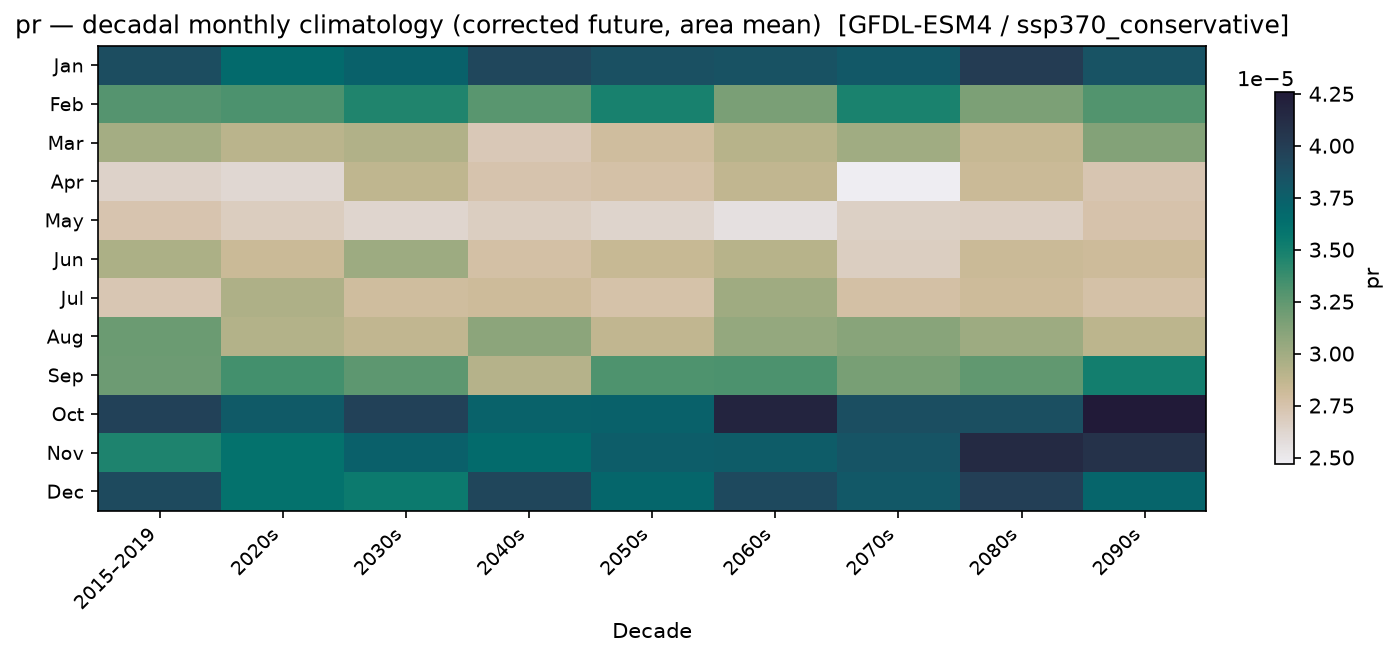 pr — decadal monthly climatology (corrected future, area mean)  [GFDL-ESM4 / ssp370_conservative]
Jan
Feb
Mar
Apr
May
Jun
Jul
Aug
Sep
Oct
Nov
Dec
2015–2019
2020s
2030s
2040s
2050s
2060s
2070s
2080s
2090s
Decade
1e−5
4.25
4.00
3.75
3.50
3.25
3.00
2.75
2.50
pr